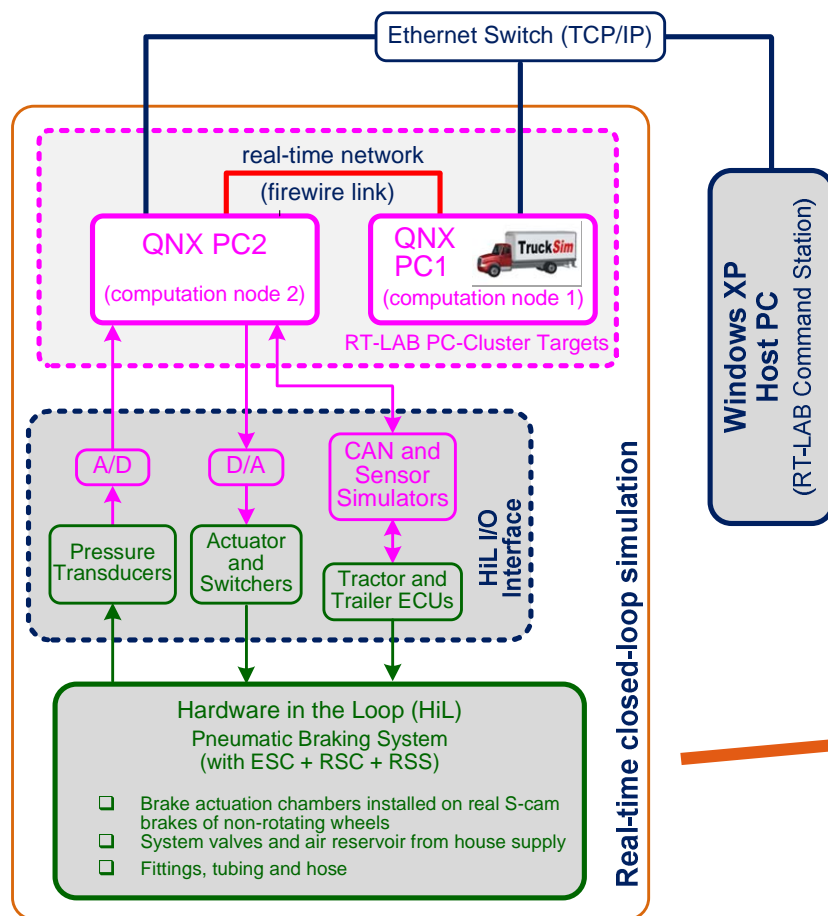 Ethernet Switch (TCP/IP)
real-time network
(firewire link)
QNX PC2
(computation node 2)
QNX
PC1
TruckSim
(computation node 1)
RT-LAB PC-Cluster Targets
Windows XP
Host PC
(RT-LAB Command Station)
A/D
D/A
CAN and
Sensor
Simulators
Pressure
Transducers
Actuator
and
Switchers
Tractor and
Trailer ECUs
HiL I/O
Interface
Real-time closed-loop simulation
Hardware in the Loop (HiL)
Pneumatic Braking System
(with ESC + RSC + RSS)
❑ Brake actuation chambers installed on real S-cam
brakes of non-rotating wheels
❑ System valves and air reservoir from house supply
❑ Fittings, tubing and hose